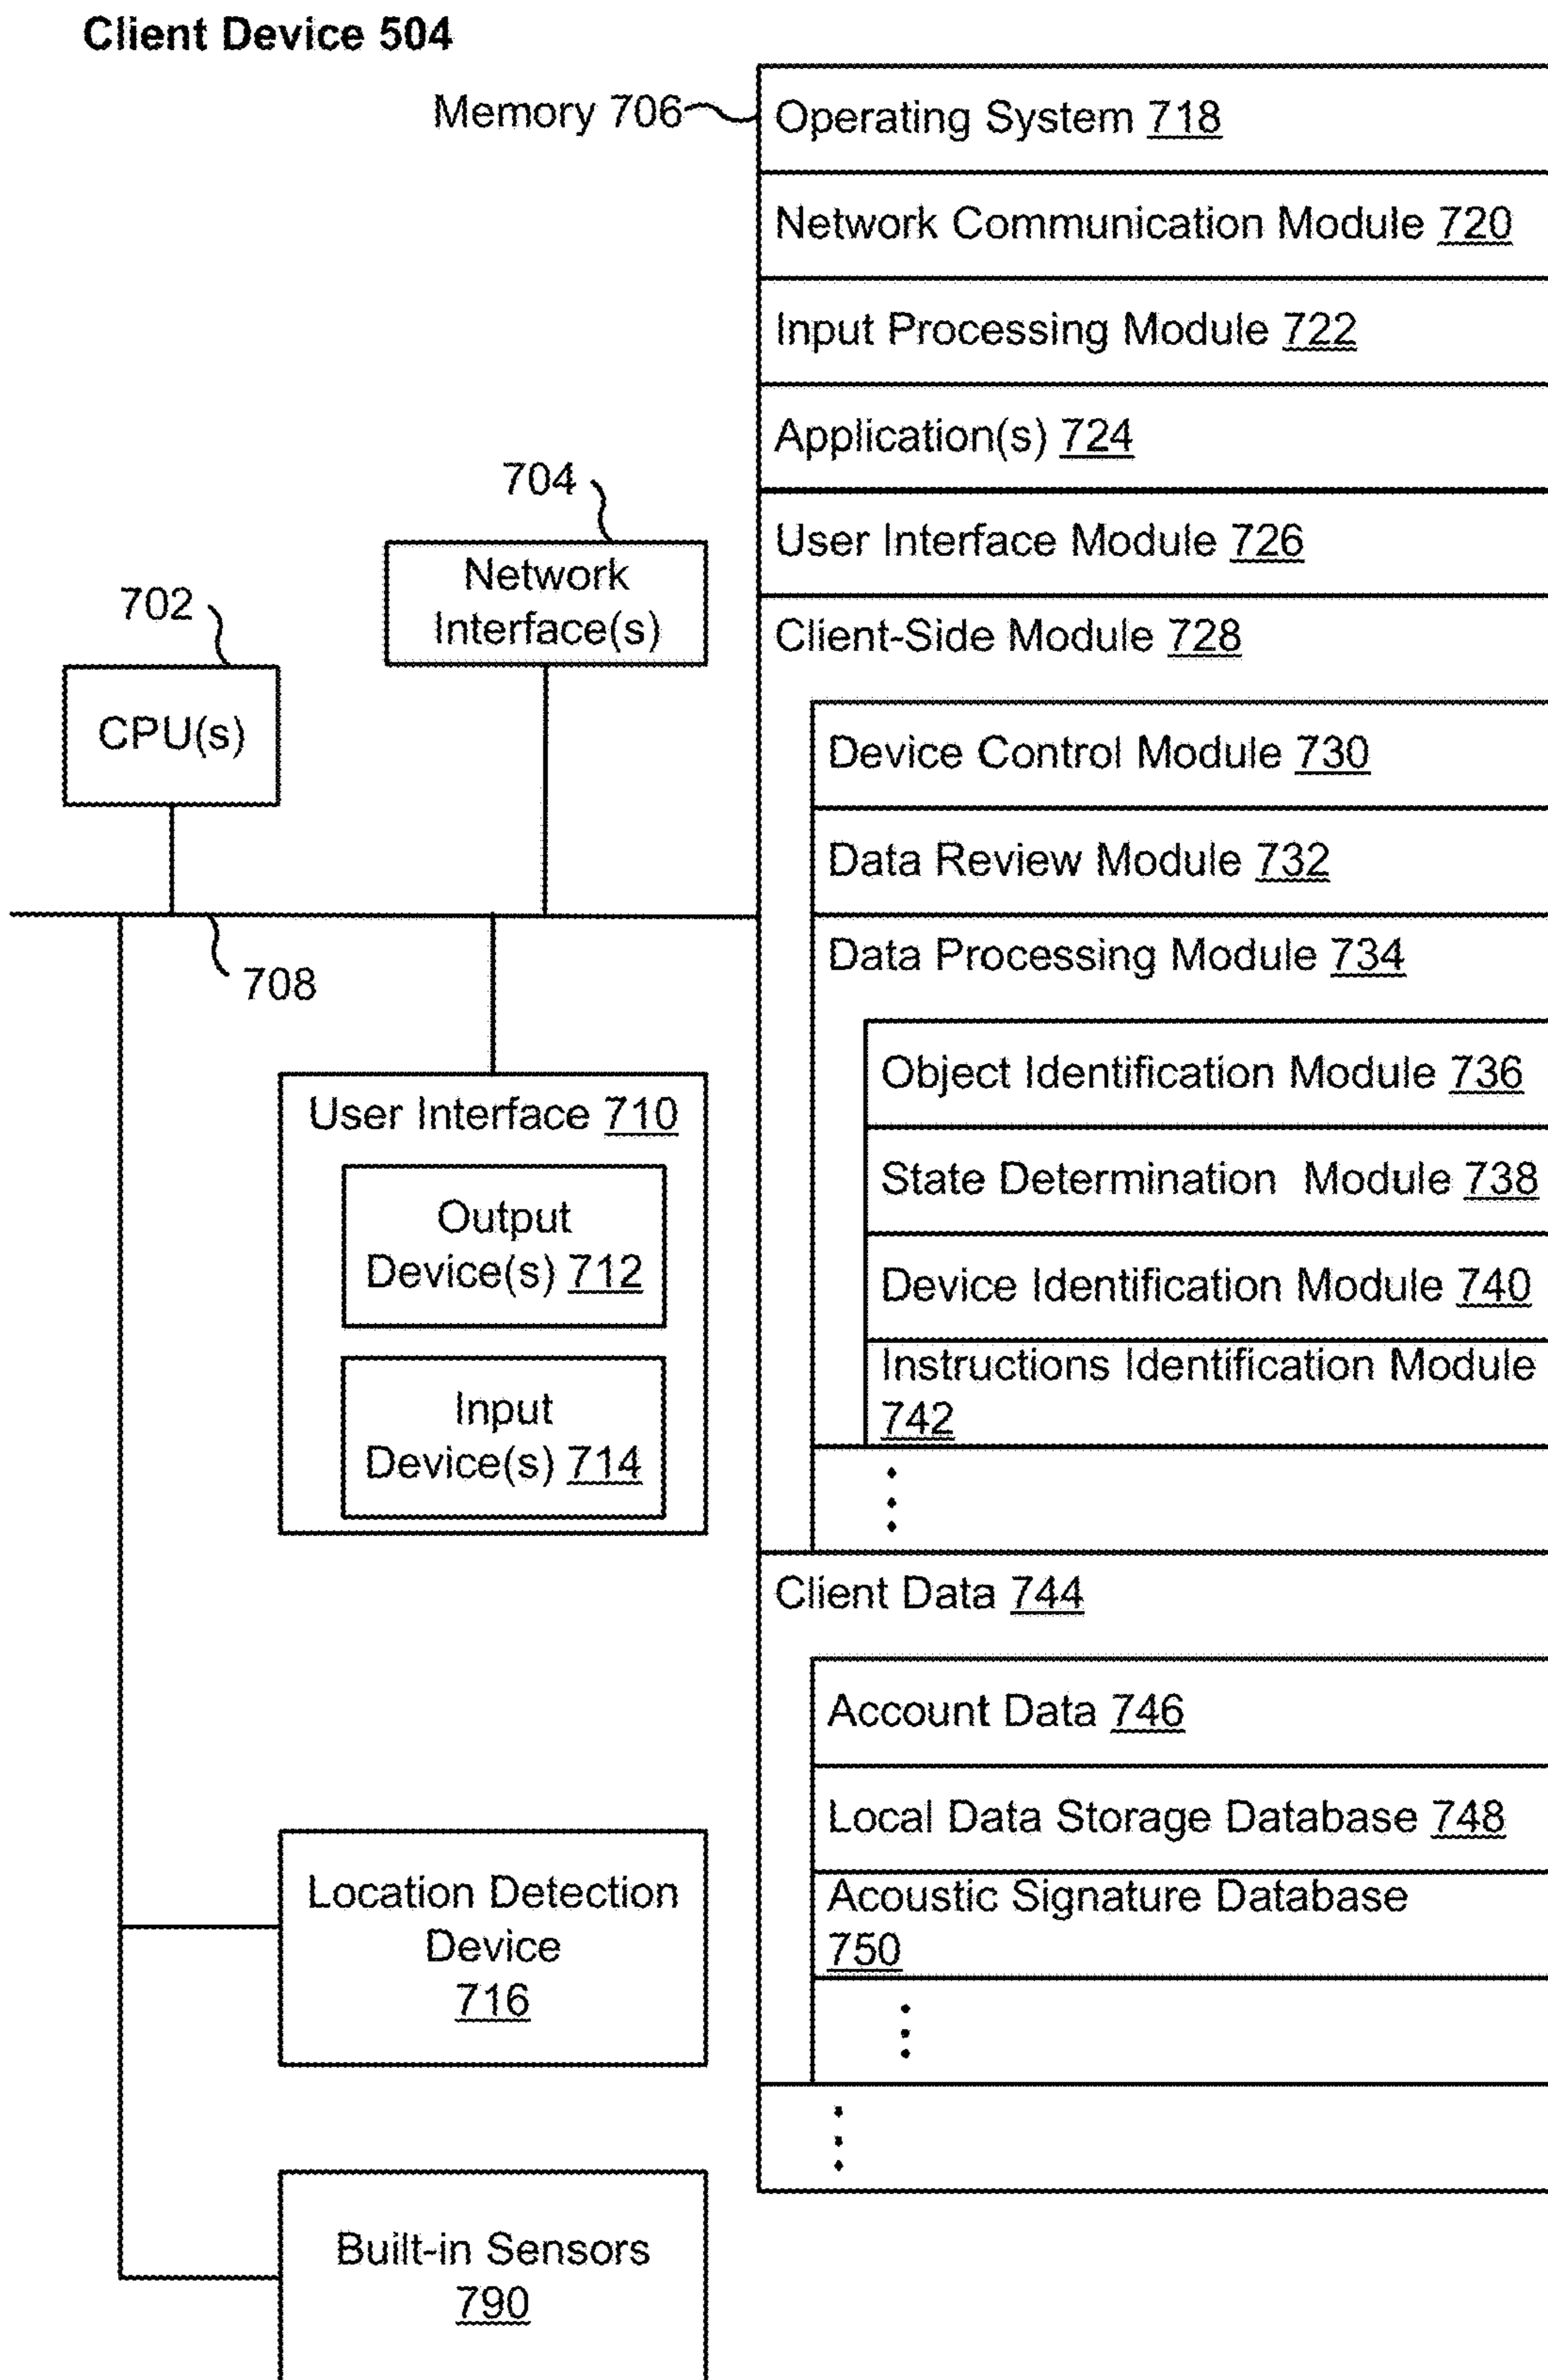 Client Device 504
Memory 706
Operating System 718
Network Communication Module 720
Input Processing Module 722
Application(s) 724
User Interface Module 726
Client-Side Module 728
Device Control Module 730
Data Review Module 732
Data Processing Module 734
Object Identification Module 736
State Determination Module 738
Device Identification Module 740
Instructions Identification Module
742
Client Data 744
Account Data 746
Local Data Storage Database 748
Acoustic Signature Database
750
704
Network
Interface(s)
702
CPU(s)
708
User Interface 710
Output
Device(s) 712
Input
Device(s) 714
Location Detection
Device
716
Built-in Sensors
790